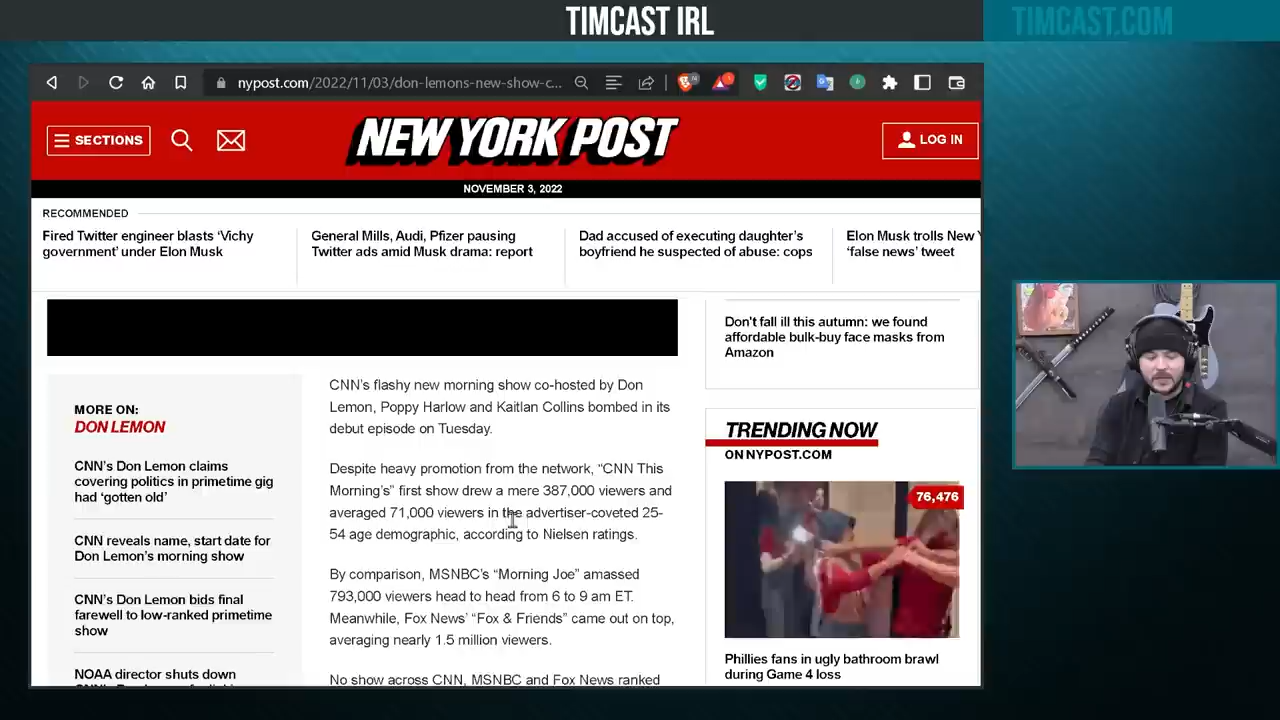 TIMCAST IRL
TIMCAST.COM
nypost.com/2022/11/03/don-lemons-new-show-c...
SECTIONS
NEW YORK POST
LOG IN
NOVEMBER 3, 2022
RECOMMENDED
Fired Twitter engineer blasts ‘Vichy
government’ under Elon Musk
General Mills, Audi, Pfizer pausing
Twitter ads amid Musk drama: report
Dad accused of executing daughter’s
boyfriend he suspected of abuse: cops
Elon Musk trolls New Y
‘false news’ tweet
MORE ON:
DON LEMON
CNN’s Don Lemon claims
covering politics in primetime gig
had ‘gotten old’
CNN reveals name, start date for
Don Lemon’s morning show
CNN’s Don Lemon bids final
farewell to low-ranked primetime
show
NOAA director shuts down
CNN’s flashy new morning show co-hosted by Don
Lemon, Poppy Harlow and Kaitlan Collins bombed in its
debut episode on Tuesday.
Despite heavy promotion from the network, “CNN This
Morning’s” first show drew a mere 387,000 viewers and
averaged 71,000 viewers in the advertiser-coveted 25-
54 age demographic, according to Nielsen ratings.
By comparison, MSNBC’s “Morning Joe” amassed
793,000 viewers head to head from 6 to 9 am ET.
Meanwhile, Fox News’ “Fox & Friends” came out on top,
averaging nearly 1.5 million viewers.
No show across CNN, MSNBC and Fox News ranked
Don’t fall ill this autumn: we found
affordable bulk-buy face masks from
Amazon
TRENDING NOW
ON NYPOST.COM
76,476
Phillies fans in ugly bathroom brawl
during Game 4 loss